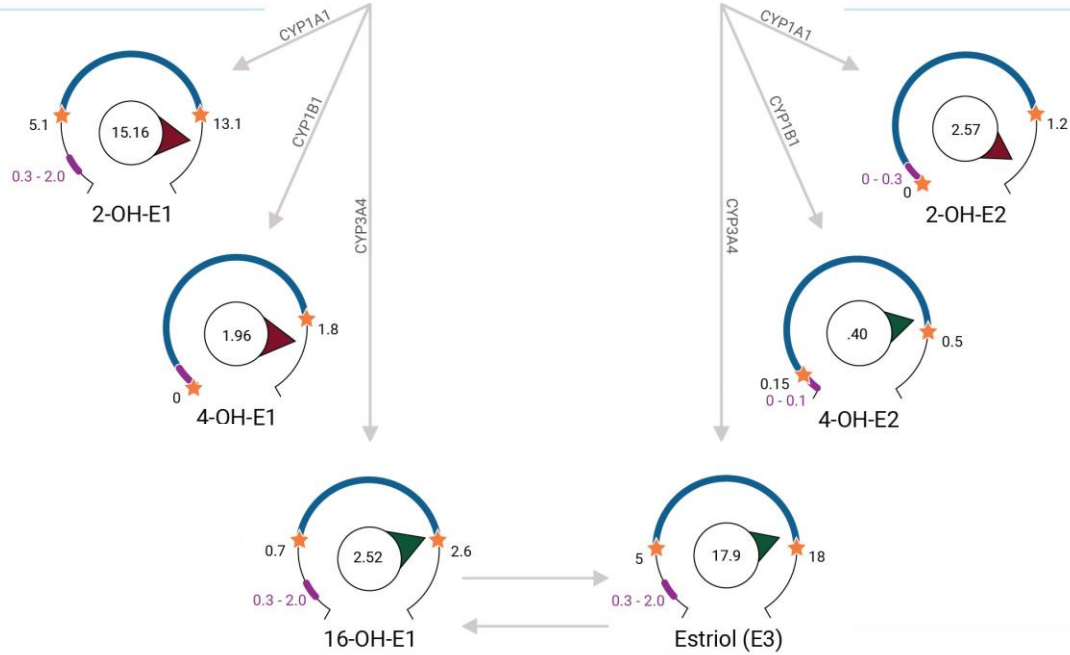 CYP1A1
CYP1A1
CYP1B1
CYP1B1
5.1
15.16
13.1
0.3 - 2.0
2-OH-E1
2.57
1.2
0 - 0.3
0
2-OH-E2
CYP3A4
CYP3A4
1.96
1.8
0
4-OH-E1
.40
0.5
0.15
0 - 0.1
4-OH-E2
0.7
2.52
2.6
0.3 - 2.0
16-OH-E1
5
17.9
18
0.3 - 2.0
Estriol (E3)